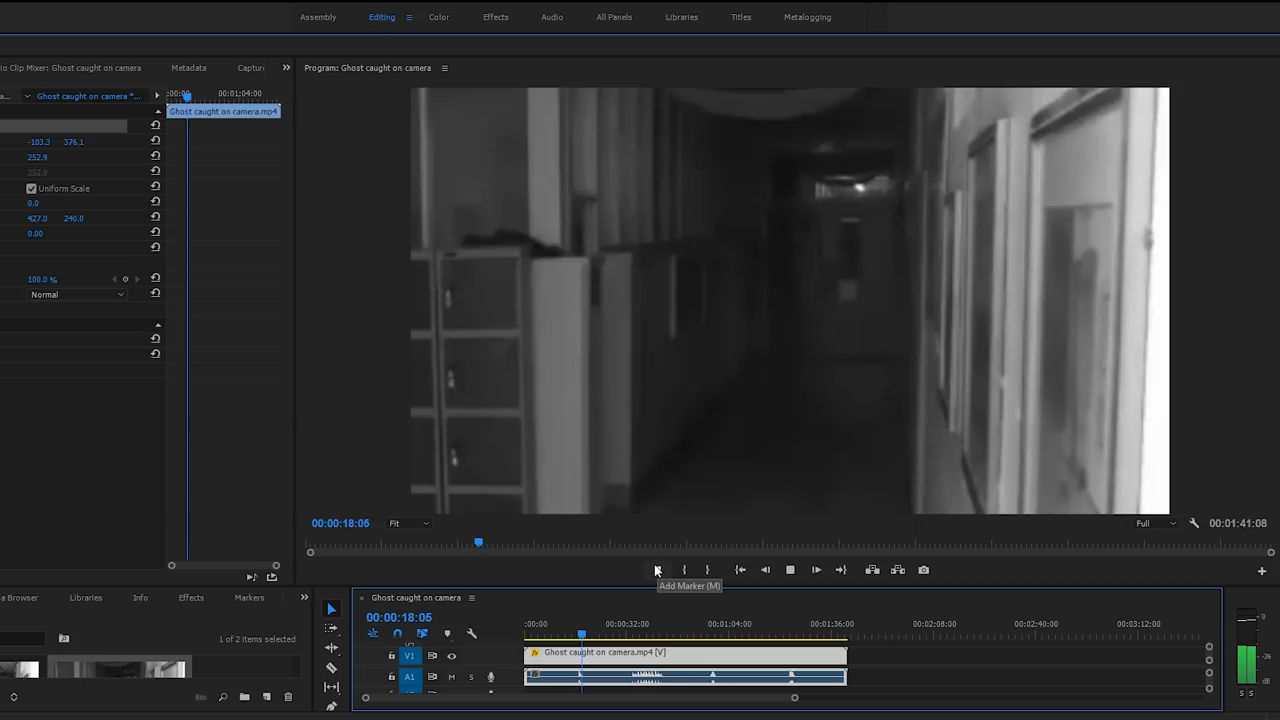 Assembly Editing Color Effects Audio All Panels Libraries Titles Metalogging
io Clip Mixer: Ghost caught on camera Metadata Captur
Program: Ghost caught on camera
a... Ghost caught on camera *...
:00:00 00:01:04:00
Ghost caught on camera.mp4
-103.3 376.1
252.9
252.9
Uniform Scale
0.0
427.0 240.0
0.00
100.0 %
Normal
00:00:18:05 Fit Full 00:01:41:08
Add Marker (M)
a Browser Libraries Info Effects Markers
Ghost caught on camera
00:00:18:05
:00:00 00:00:32:00 00:01:04:00 00:01:36:00 00:02:08:00 00:02:40:00 00:03:12:00
1 of 2 items selected
V1 fx Ghost caught on camera.mp4 [V]
A1 M S
0
-36
S S